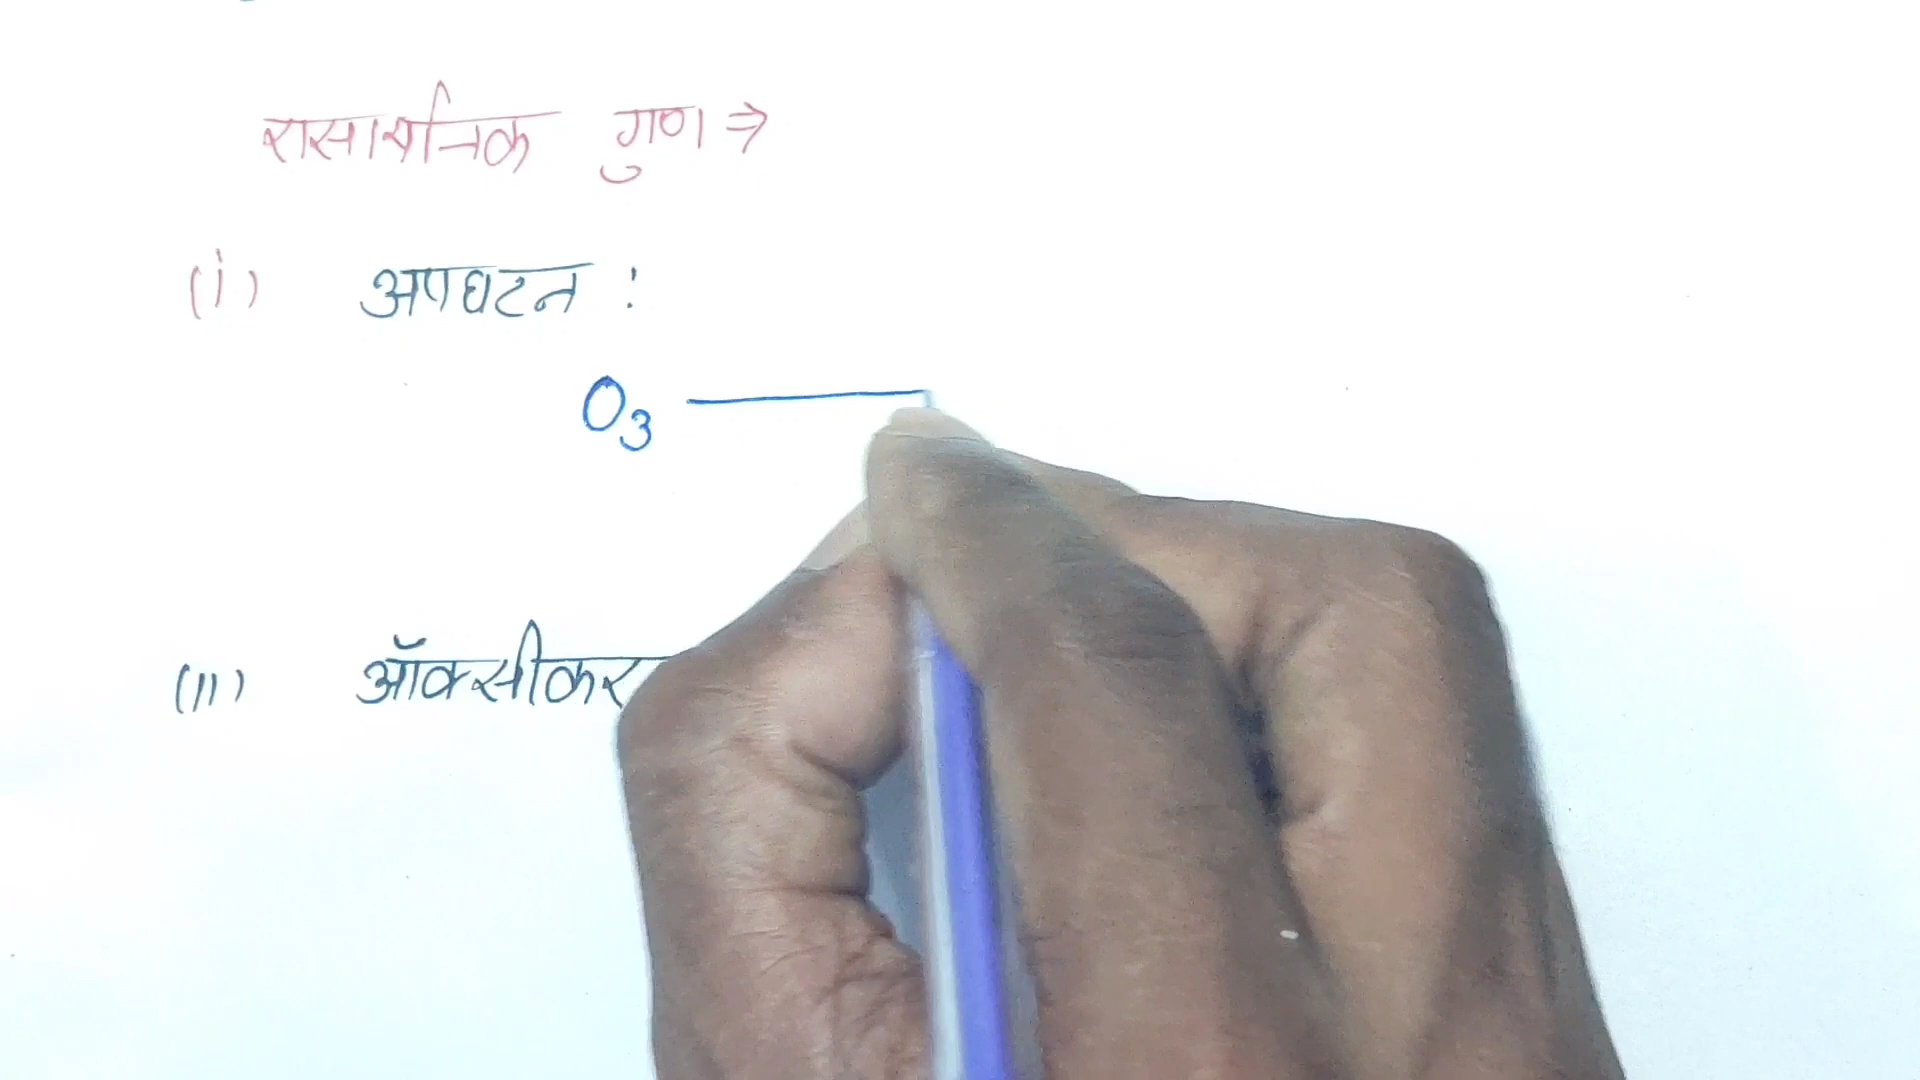 रासायनिक गुण ⇒
(i) अपघटन :
O₃
(II) ऑक्सीकर